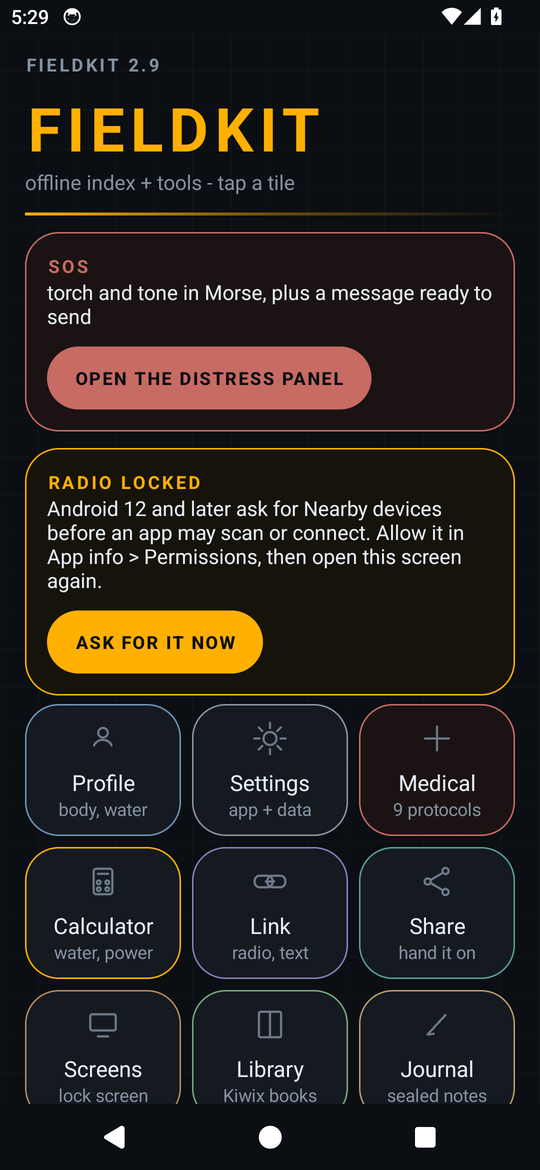 5:29
FIELDKIT 2.9
FIELDKIT
offline index + tools - tap a tile
SOS
torch and tone in Morse, plus a message ready to
send
OPEN THE DISTRESS PANEL
RADIO LOCKED
Android 12 and later ask for Nearby devices
before an app may scan or connect. Allow it in
App info > Permissions, then open this screen
again.
ASK FOR IT NOW
Profile
body, water
Settings
app + data
Medical
9 protocols
Calculator
water, power
Link
radio, text
Share
hand it on
Screens
lock screen
Library
Kiwix books
Journal
sealed notes